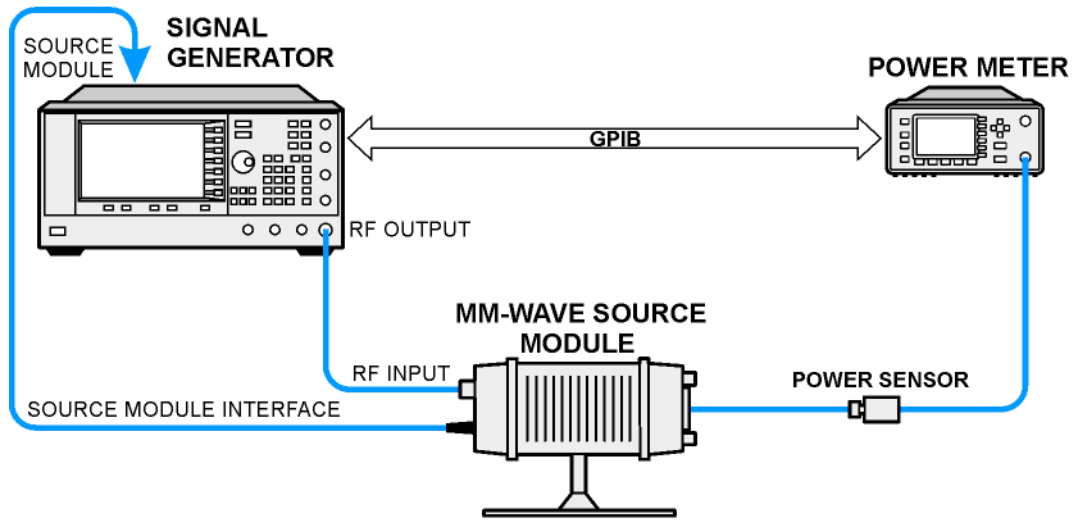 SIGNAL
GENERATOR
SOURCE
MODULE
POWER METER
GPIB
RF OUTPUT
MM-WAVE SOURCE
MODULE
RF INPUT
POWER SENSOR
SOURCE MODULE INTERFACE